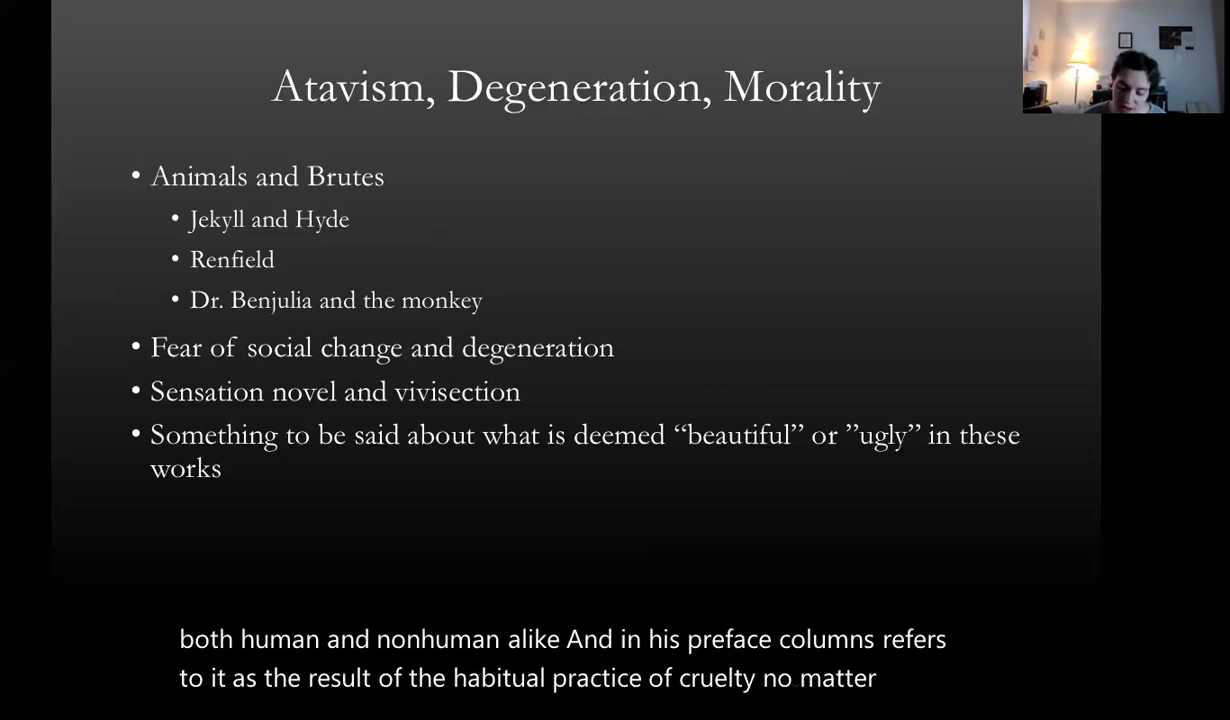 Atavism, Degeneration, Morality
• Animals and Brutes
• Jekyll and Hyde
• Renfield
• Dr. Benjulia and the monkey
• Fear of social change and degeneration
• Sensation novel and vivisection
• Something to be said about what is deemed “beautiful” or ”ugly” in these
works
both human and nonhuman alike And in his preface columns refers
to it as the result of the habitual practice of cruelty no matter